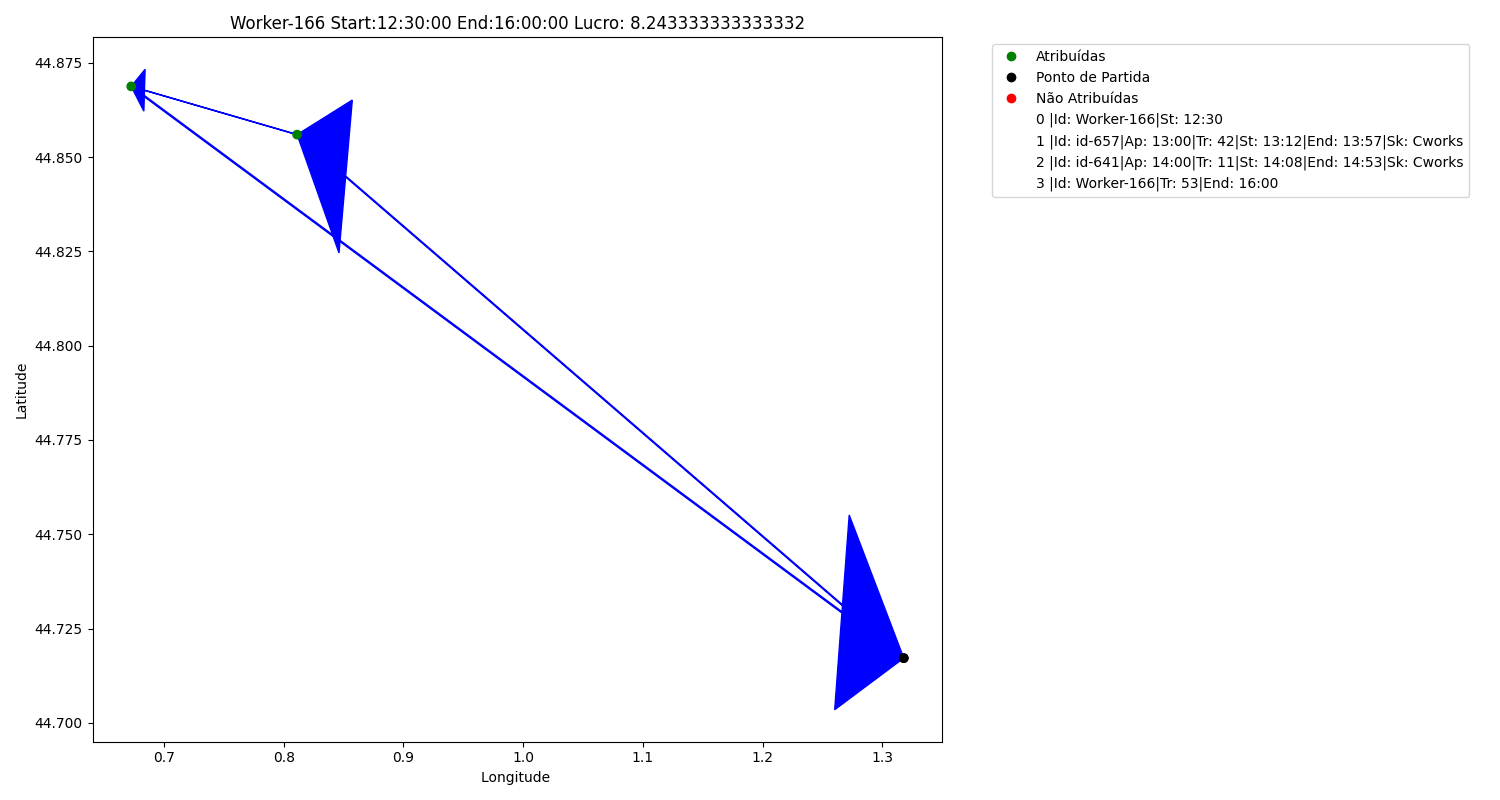 Worker-166 Start:12:30:00 End:16:00:00 Lucro: 8.243333333333332
44.875
44.850
44.825
44.800
44.775
44.750
44.725
44.700
Latitude
0.7 0.8 0.9 1.0 1.1 1.2 1.3
Longitude
Atribuídas
Ponto de Partida
Não Atribuídas
0 |Id: Worker-166|St: 12:30
1 |Id: id-657|Ap: 13:00|Tr: 42|St: 13:12|End: 13:57|Sk: Cworks
2 |Id: id-641|Ap: 14:00|Tr: 11|St: 14:08|End: 14:53|Sk: Cworks
3 |Id: Worker-166|Tr: 53|End: 16:00